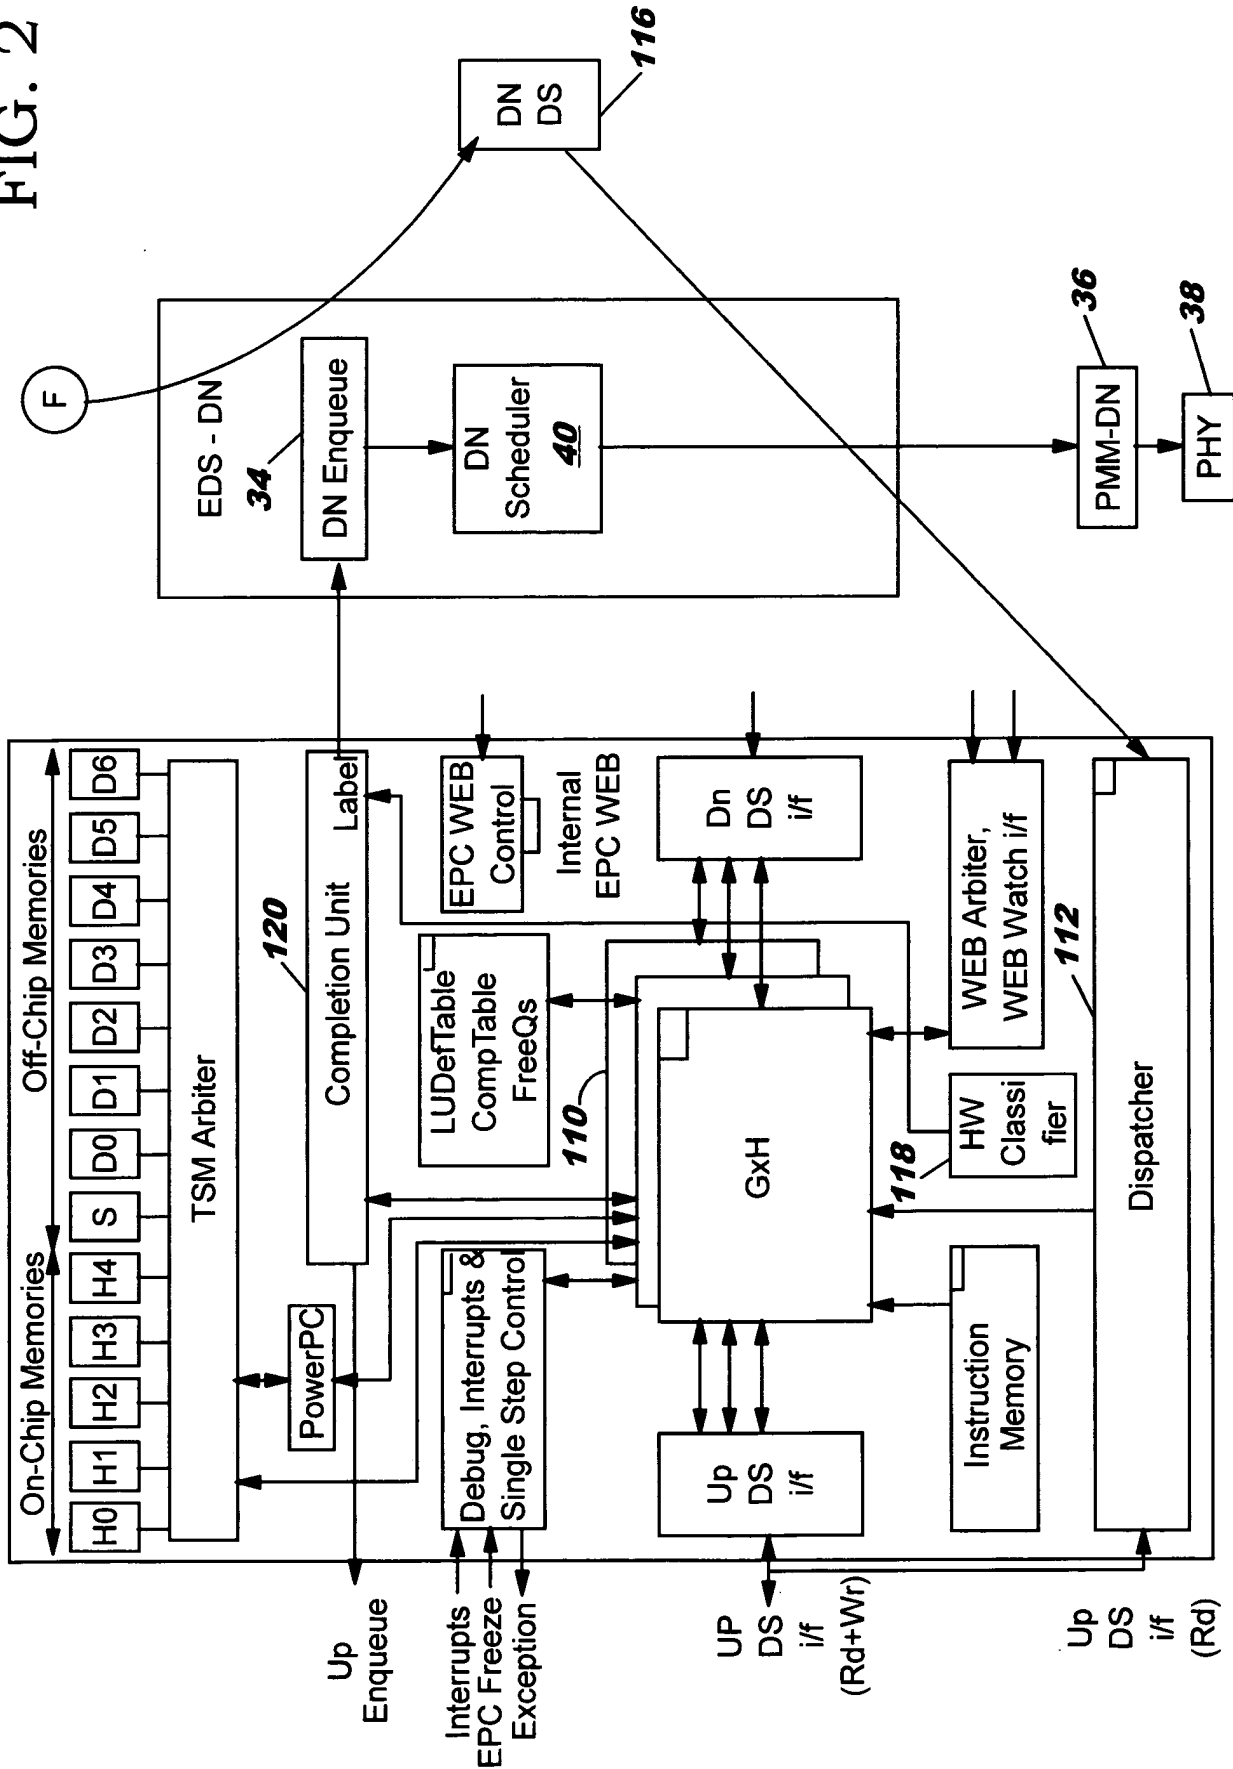 FIG. 2
On-Chip Memories
Off-Chip Memories
H0
H1
H2
H3
H4
S
D0
D1
D2
D3
D4
D5
D6
TSM Arbiter
PowerPC
120
Completion Unit
Label
Up
Enqueue
Interrupts
EPC Freeze
Exception
Debug, Interrupts &
Single Step Control
LUDefTable
CompTable
FreeQs
EPC WEB
Control
Internal
EPC WEB
110
GxH
Up
DS
i/f
Dn
DS
i/f
UP
DS
i/f
(Rd+Wr)
Instruction
Memory
118
HW
Classi
fier
WEB Arbiter,
WEB Watch i/f
112
Dispatcher
Up
DS
i/f
(Rd)
F
EDS - DN
34
DN Enqueue
DN
Scheduler
40
DN
DS
116
PMM-DN
36
PHY
38